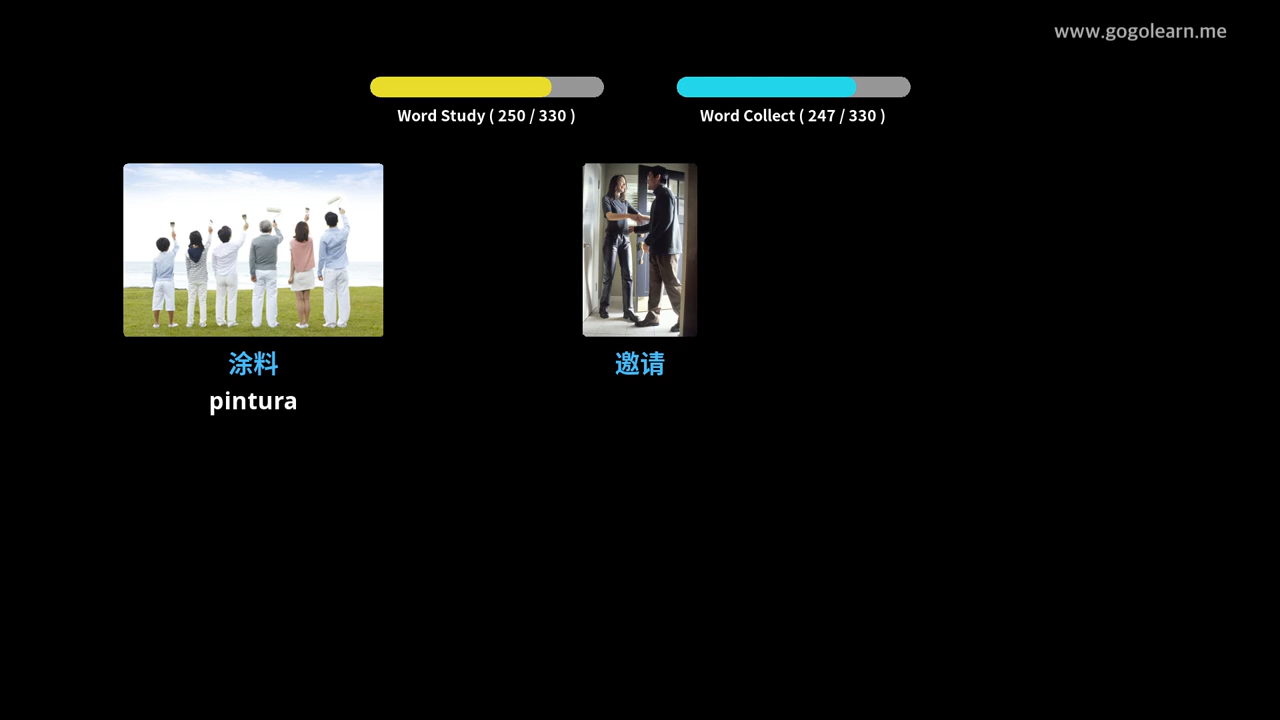 www.gogolearn.me
Word Study ( 250 / 330 )
Word Collect ( 247 / 330 )
涂料
pintura
邀请